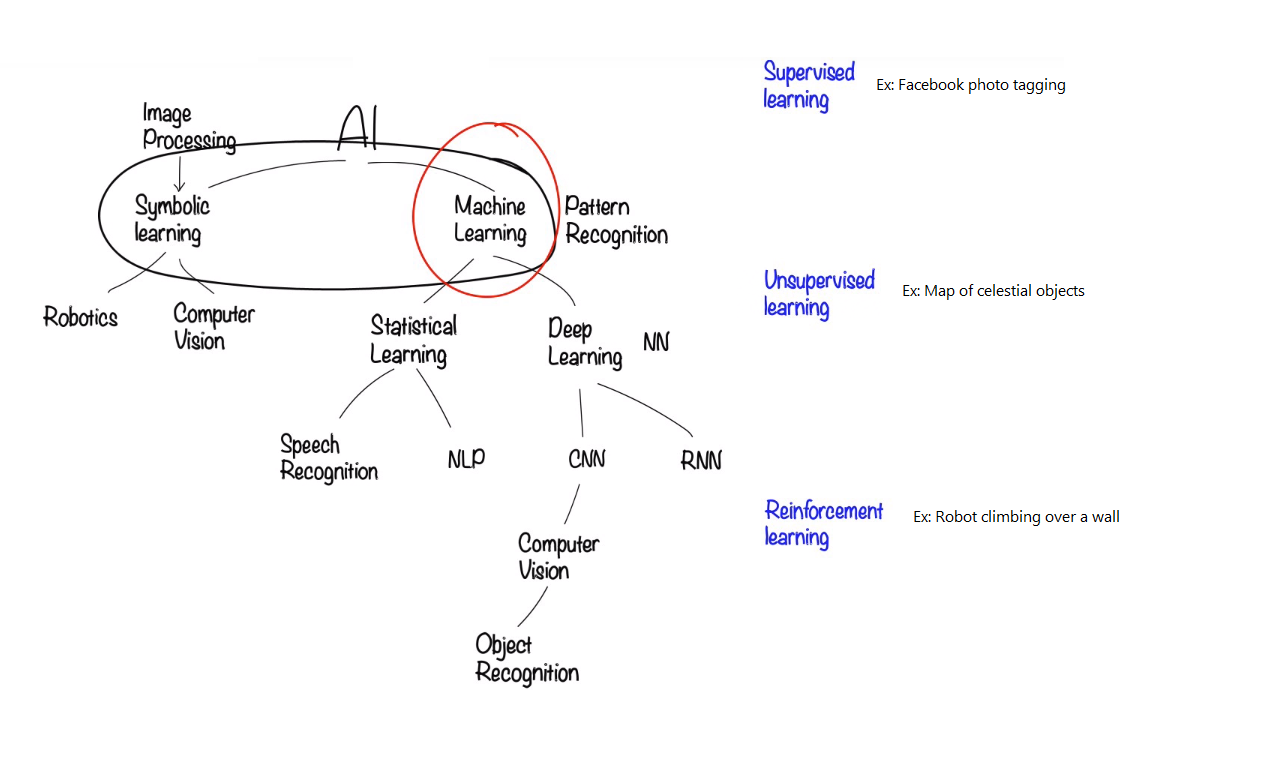 AI
Image
Processing
Symbolic
learning
Machine
Learning
Pattern
Recognition
Robotics
Computer
Vision
Statistical
Learning
Deep
Learning
NN
Speech
Recognition
NLP
CNN
RNN
Computer
Vision
Object
Recognition
Supervised
learning
Ex: Facebook photo tagging
Unsupervised
learning
Ex: Map of celestial objects
Reinforcement
learning
Ex: Robot climbing over a wall